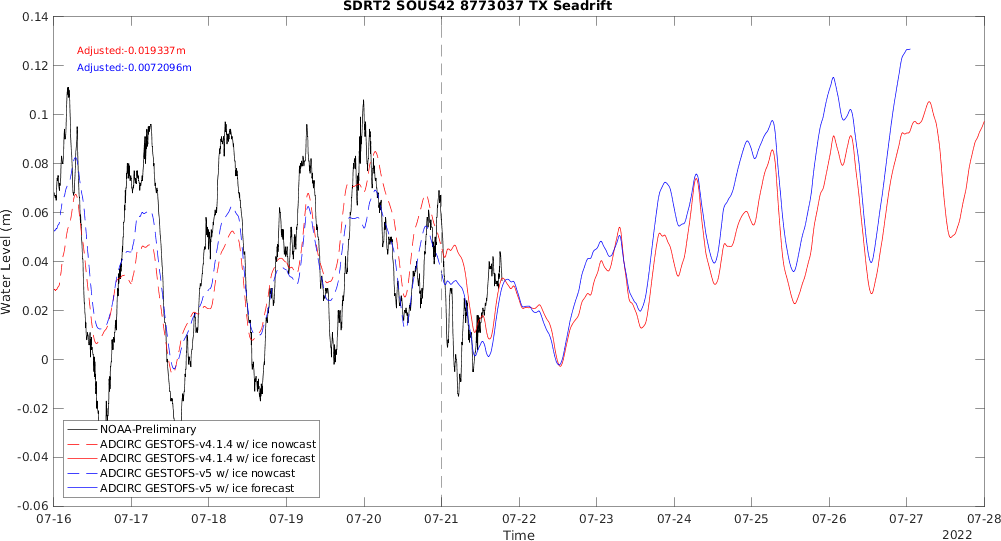 SDRT2 SOUS42 8773037 TX Seadrift
0.14
0.12
0.1
0.08
0.06
0.04
0.02
0
-0.02
-0.04
-0.06
Water Level (m)
Adjusted:-0.019337m
Adjusted:-0.0072096m
NOAA-Preliminary
ADCIRC GESTOFS-v4.1.4 w/ ice nowcast
ADCIRC GESTOFS-v4.1.4 w/ ice forecast
ADCIRC GESTOFS-v5 w/ ice nowcast
ADCIRC GESTOFS-v5 w/ ice forecast
07-16 07-17 07-18 07-19 07-20 07-21 07-22 07-23 07-24 07-25 07-26 07-27 07-28
Time
2022